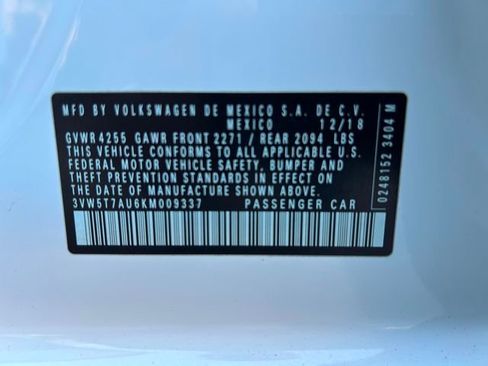 MFD BY VOLKSWAGEN DE MEXICO S.A. DE C.V.
MEXICO 12/18
GVWR 4255 GAWR FRONT 2271 / REAR 2094 LBS
THIS VEHICLE CONFORMS TO ALL APPLICABLE U.S.
FEDERAL MOTOR VEHICLE SAFETY, BUMPER AND
THEFT PREVENTION STANDARDS IN EFFECT ON
THE DATE OF MANUFACTURE SHOWN ABOVE
3VW5T7AU6KM009337 PASSENGER CAR
0248152 3404 M